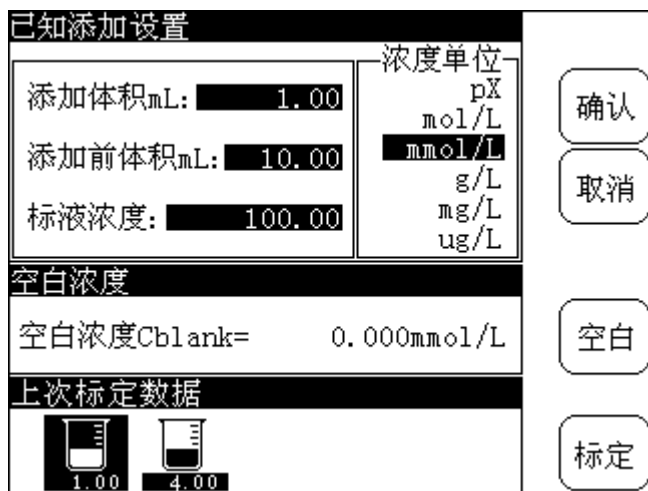 已知添加设置
添加体积mL: 1.00
添加前体积mL: 10.00
标液浓度: 100.00
浓度单位
pX
mol/L
mmol/L
g/L
mg/L
ug/L
确认
取消
空白浓度
空白浓度Cblank= 0.000mmol/L
空白
上次标定数据
1.00 4.00
标定